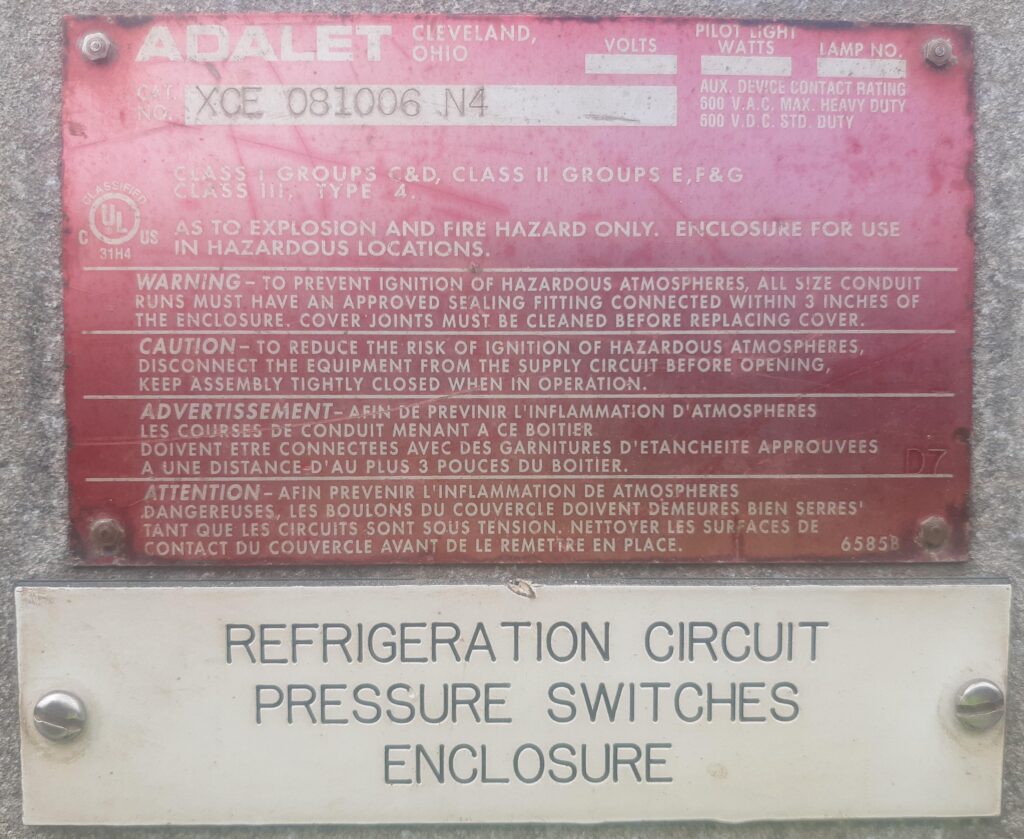 ADALET CLEVELAND, OHIO
VOLTS
PILOT LIGHT WATTS
LAMP NO.
CAT. NO. XCE 081006 N4
AUX. DEVICE CONTACT RATING
600 V.A.C. MAX. HEAVY DUTY
600 V.D.C. STD. DUTY
CLASS I GROUPS C&D, CLASS II GROUPS E,F&G
CLASS III, TYPE 4.
CLASSIFIED
C UL US
31H4
AS TO EXPLOSION AND FIRE HAZARD ONLY. ENCLOSURE FOR USE
IN HAZARDOUS LOCATIONS.
WARNING – TO PREVENT IGNITION OF HAZARDOUS ATMOSPHERES, ALL SIZE CONDUIT
RUNS MUST HAVE AN APPROVED SEALING FITTING CONNECTED WITHIN 3 INCHES OF
THE ENCLOSURE. COVER JOINTS MUST BE CLEANED BEFORE REPLACING COVER.
CAUTION – TO REDUCE THE RISK OF IGNITION OF HAZARDOUS ATMOSPHERES,
DISCONNECT THE EQUIPMENT FROM THE SUPPLY CIRCUIT BEFORE OPENING,
KEEP ASSEMBLY TIGHTLY CLOSED WHEN IN OPERATION.
ADVERTISSEMENT – AFIN DE PREVINIR L'INFLAMMATION D'ATMOSPHERES
LES COURSES DE CONDUIT MENANT A CE BOITIER
DOIVENT ETRE CONNECTEES AVEC DES GARNITURES D'ETANCHEITE APPROUVEES
A UNE DISTANCE D'AU PLUS 3 POUCES DU BOITIER.
D7
ATTENTION – AFIN PREVENIR L'INFLAMMATION DE ATMOSPHERES
DANGEREUSES, LES BOULONS DU COUVERCLE DOIVENT DEMEURES BIEN SERRES'
TANT QUE LES CIRCUITS SONT SOUS TENSION. NETTOYER LES SURFACES DE
CONTACT DU COUVERCLE AVANT DE LE REMETTRE EN PLACE.
6585B
REFRIGERATION CIRCUIT
PRESSURE SWITCHES
ENCLOSURE